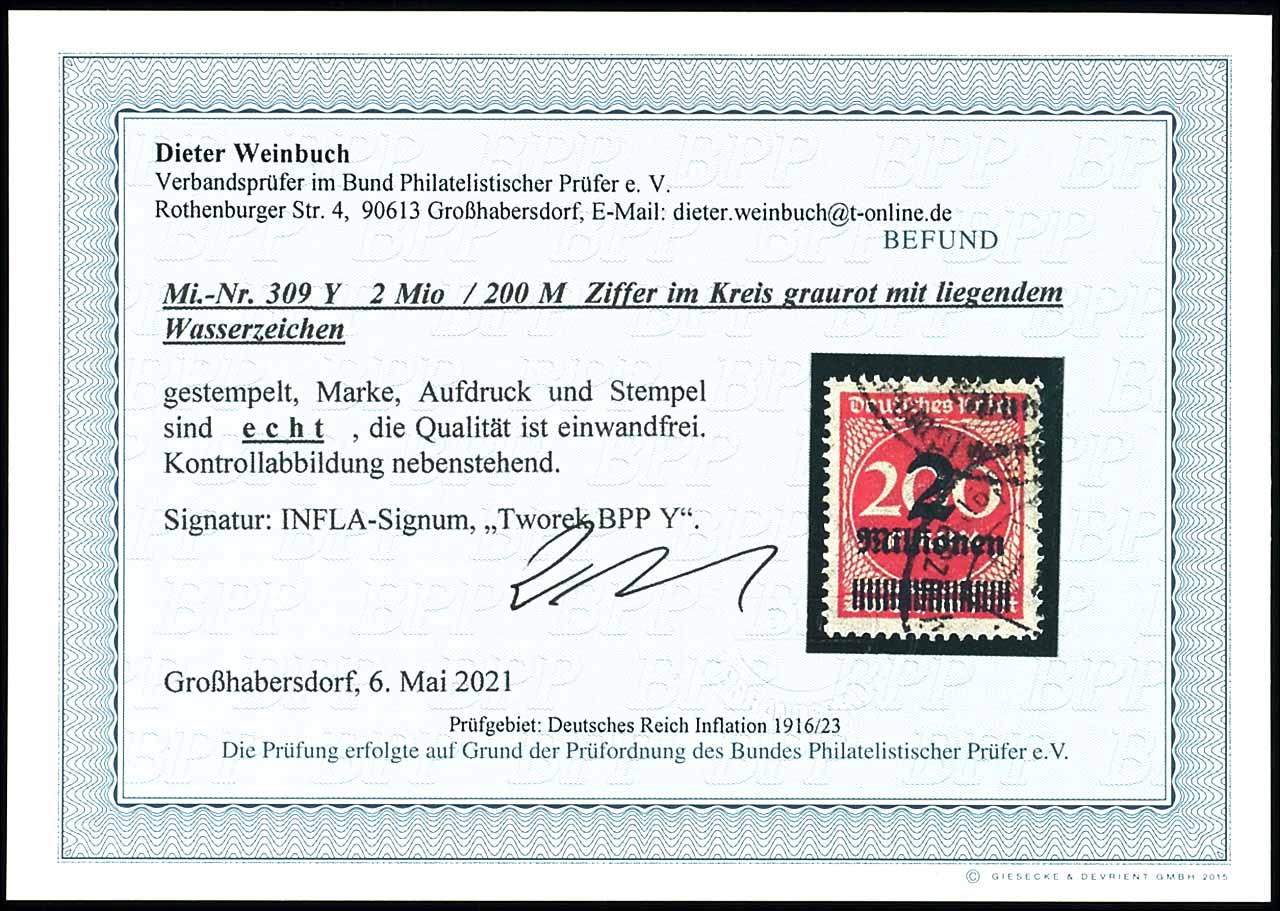 Dieter Weinbuch
Verbandsprüfer im Bund Philatelistischer Prüfer e. V.
Rothenburger Str. 4, 90613 Großhabersdorf, E-Mail: dieter.weinbuch@t-online.de
BEFUND
Mi.-Nr. 309 Y 2 Mio / 200 M Ziffer im Kreis graurot mit liegendem
Wasserzeichen
gestempelt, Marke, Aufdruck und Stempel
sind echt , die Qualität ist einwandfrei.
Kontrollabbildung nebenstehend.
Signatur: INFLA-Signum, „Tworek BPP Y“.
Deutsches
200
2
Millionen
Großhabersdorf, 6. Mai 2021
Prüfgebiet: Deutsches Reich Inflation 1916/23
Die Prüfung erfolgte auf Grund der Prüfordnung des Bundes Philatelistischer Prüfer e.V.
© GIESECKE & DEVRIENT GMBH 2015